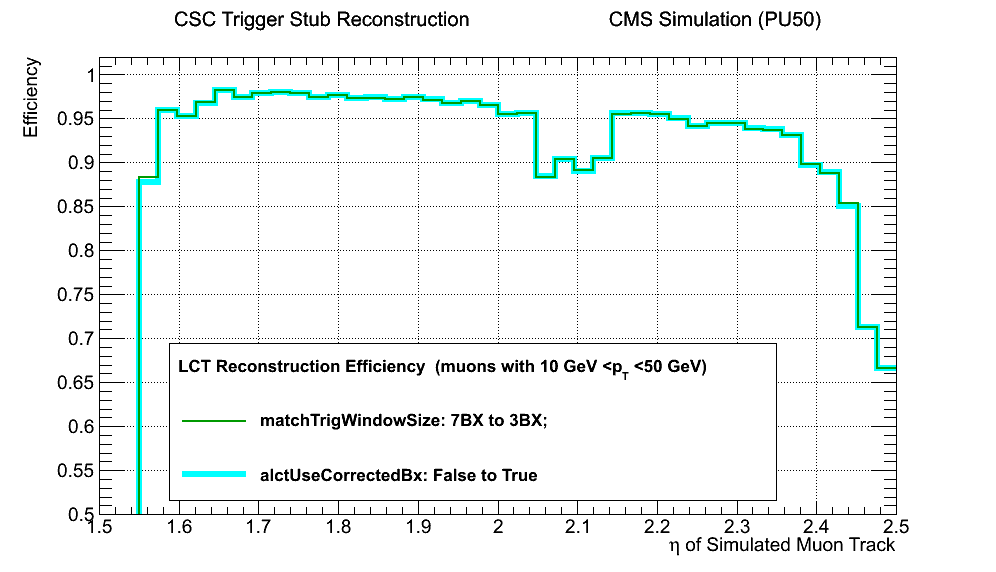 CSC Trigger Stub Reconstruction CMS Simulation (PU50)
Efficiency
1
0.95
0.9
0.85
0.8
0.75
0.7
0.65
0.6
0.55
0.5
LCT Reconstruction Efficiency (muons with 10 GeV <pT <50 GeV)
matchTrigWindowSize: 7BX to 3BX;
alctUseCorrectedBx: False to True
1.5 1.6 1.7 1.8 1.9 2 2.1 2.2 2.3 2.4 2.5
η of Simulated Muon Track